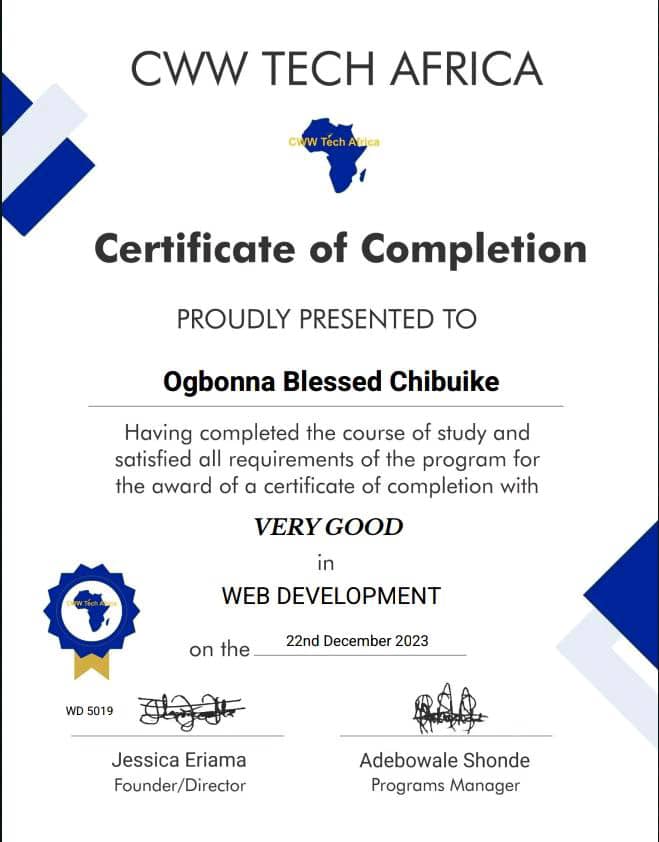 CWW TECH AFRICA
CWW Tech Africa
Certificate of Completion
PROUDLY PRESENTED TO
Ogbonna Blessed Chibuike
Having completed the course of study and
satisfied all requirements of the program for
the award of a certificate of completion with
VERY GOOD
in
WEB DEVELOPMENT
CWW Tech Africa
on the 22nd December 2023
WD 5019
Jessica Eriama
Founder/Director
Adebowale Shonde
Programs Manager